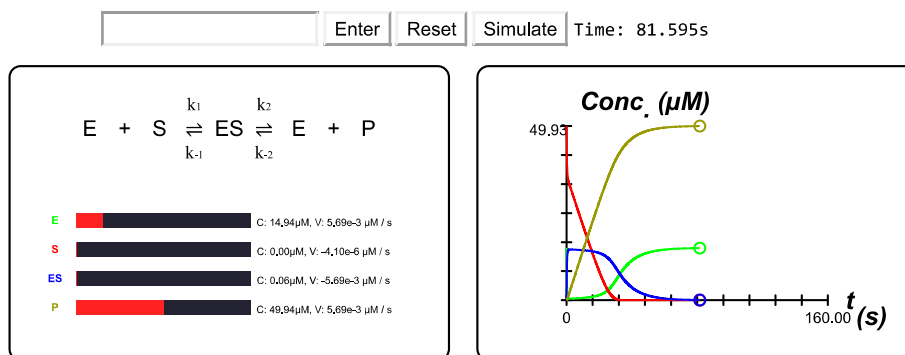 Enter Reset Simulate Time: 81.595s
k1 k2
E + S ⇌ ES ⇌ E + P
k-1 k-2
E C: 14.94µM, V: 5.69e-3 µM / s
S C: 0.00µM, V: -4.10e-6 µM / s
ES C: 0.06µM, V: -5.69e-3 µM / s
P C: 49.94µM, V: 5.69e-3 µM / s
Conc. (µM)
49.93
t
(s)
0 160.00